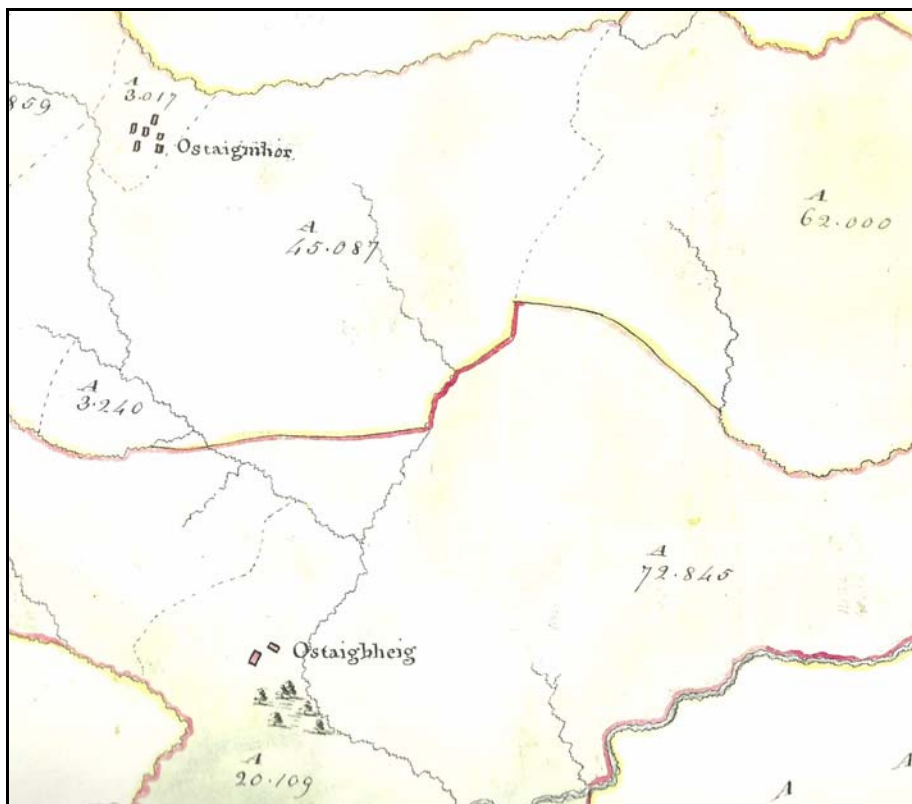 A
3.017
859
Ostaigmhor
A
62.000
A
45.087
A
3.240
A
72.845
Ostaigbheig
A
20.109
A
A